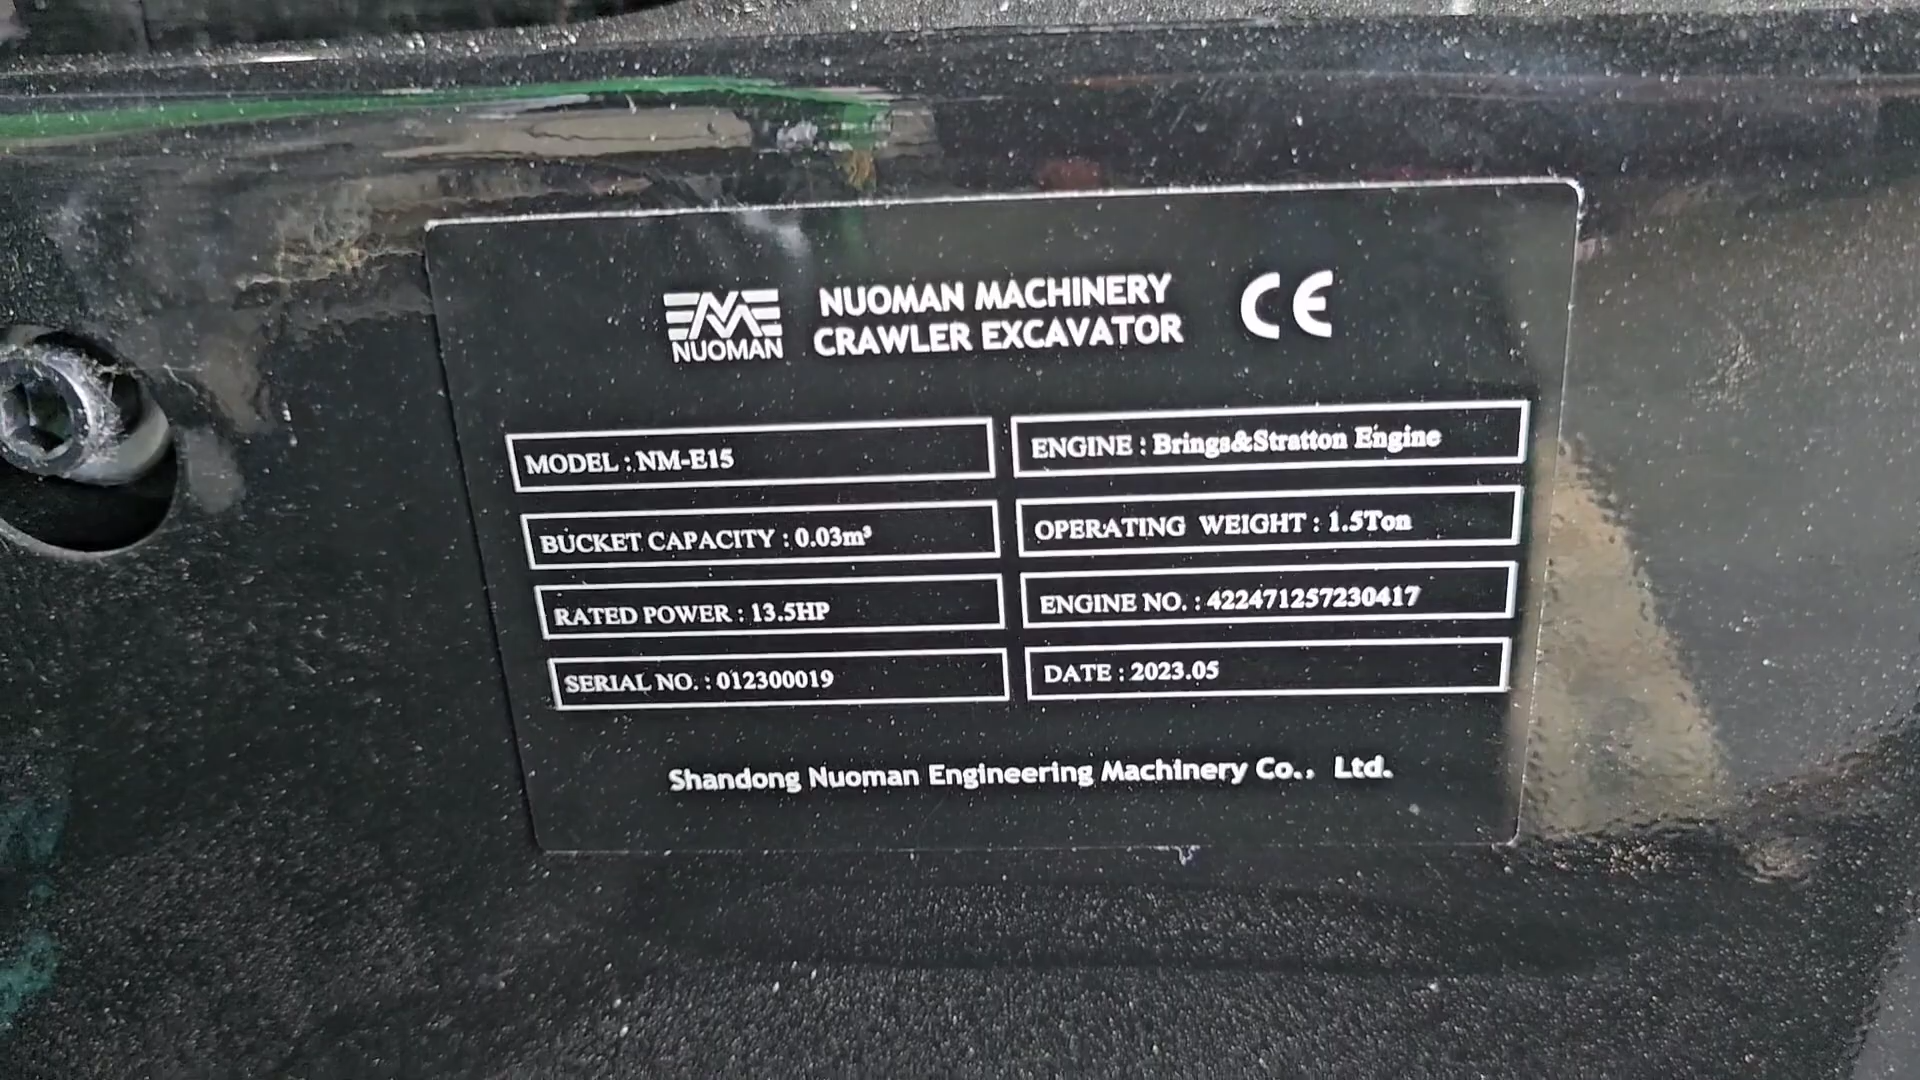 NUOMAN
NUOMAN MACHINERY
CRAWLER EXCAVATOR
CE
MODEL : NM-E15
ENGINE : Brings&Stratton Engine
BUCKET CAPACITY : 0.03m³
OPERATING WEIGHT : 1.5Ton
RATED POWER : 13.5HP
ENGINE NO. : 422471257230417
SERIAL NO. : 012300019
DATE : 2023.05
Shandong Nuoman Engineering Machinery Co., Ltd.